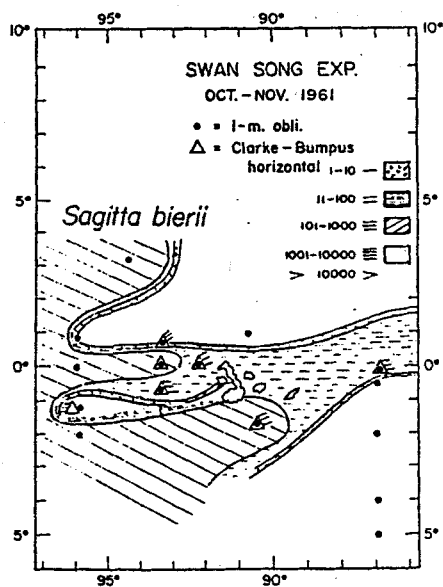 95° 90°
10° 10°
SWAN SONG EXP.
OCT.-NOV. 1961
• = 1-m. obli.
△ = Clarke-Bumpus
horizontal
1-10
11-100
101-1000
1001-10000
> 10000 >
Sagitta bierii
5° 5°
0° 0°
5° 5°
95° 90°